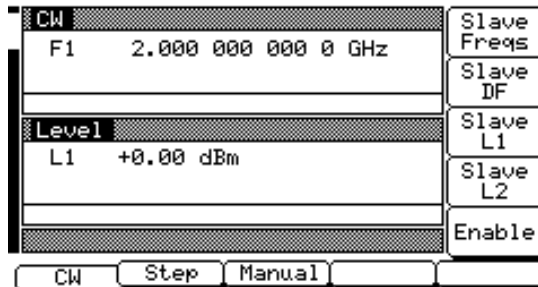 CW
F1 2.000 000 000 0 GHz
Level
L1 +0.00 dBm
Slave
Freqs
Slave
DF
Slave
L1
Slave
L2
Enable
CW Step Manual